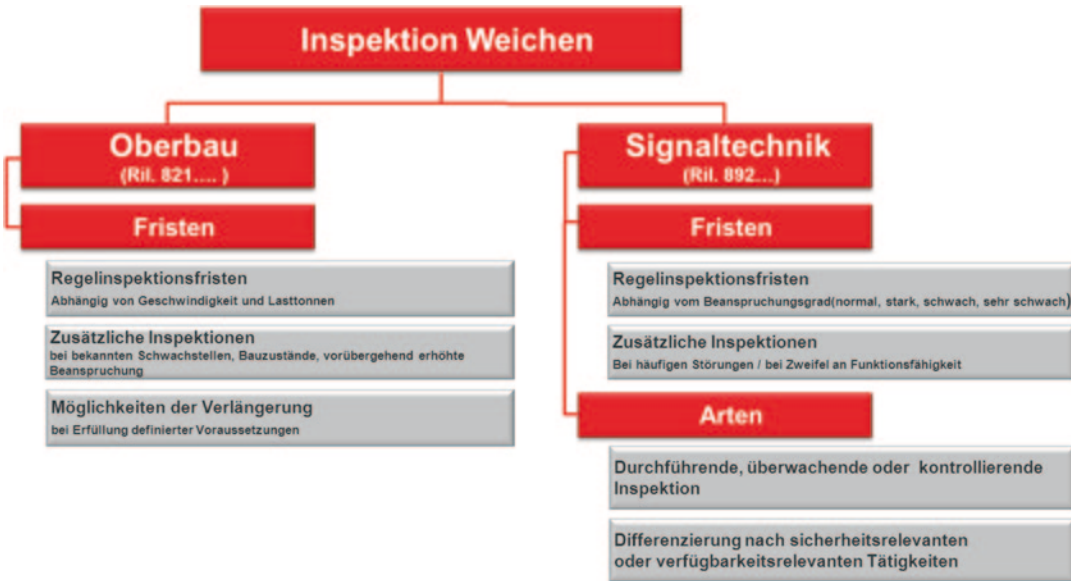 Inspektion Weichen
Oberbau
(Ril. 821.... )
Fristen
Regelinspektionsfristen
Abhängig von Geschwindigkeit und Lasttonnen
Zusätzliche Inspektionen
bei bekannten Schwachstellen, Bauzustände, vorübergehend erhöhte
Beanspruchung
Möglichkeiten der Verlängerung
bei Erfüllung definierter Voraussetzungen
Signaltechnik
(Ril. 892...)
Fristen
Regelinspektionsfristen
Abhängig vom Beanspruchungsgrad(normal, stark, schwach, sehr schwach)
Zusätzliche Inspektionen
Bei häufigen Störungen / bei Zweifel an Funktionsfähigkeit
Arten
Durchführende, überwachende oder kontrollierende
Inspektion
Differenzierung nach sicherheitsrelevanten
oder verfügbarkeitsrelevanten Tätigkeiten